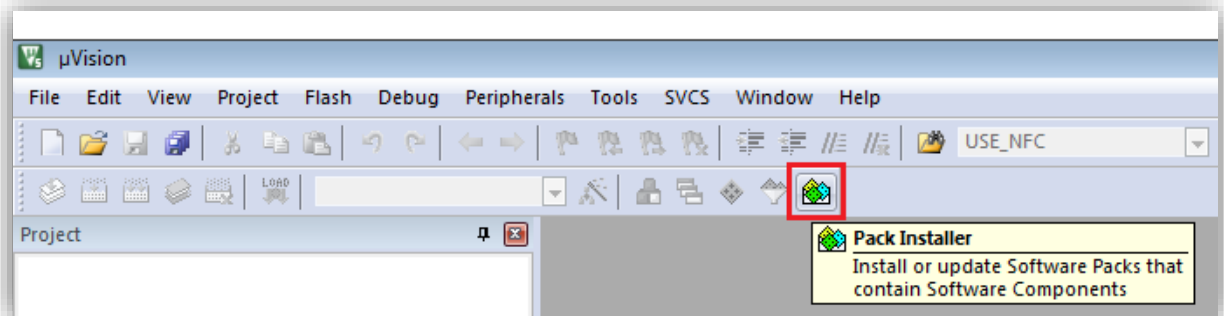 µVision
File Edit View Project Flash Debug Peripherals Tools SVCS Window Help
USE_NFC
LOAD
Project
Pack Installer
Install or update Software Packs that
contain Software Components